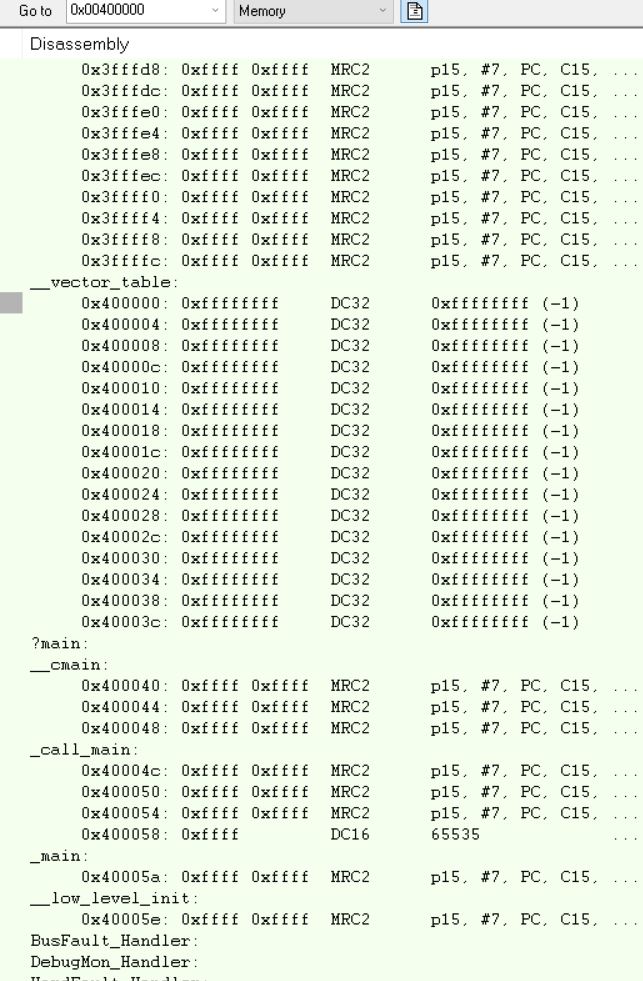 Go to 0x00400000 Memory
Disassembly
0x3fffd8: 0xffff 0xffff MRC2 p15, #7, PC, C15, ...
0x3fffdc: 0xffff 0xffff MRC2 p15, #7, PC, C15, ...
0x3fffe0: 0xffff 0xffff MRC2 p15, #7, PC, C15, ...
0x3fffe4: 0xffff 0xffff MRC2 p15, #7, PC, C15, ...
0x3fffe8: 0xffff 0xffff MRC2 p15, #7, PC, C15, ...
0x3fffec: 0xffff 0xffff MRC2 p15, #7, PC, C15, ...
0x3ffff0: 0xffff 0xffff MRC2 p15, #7, PC, C15, ...
0x3ffff4: 0xffff 0xffff MRC2 p15, #7, PC, C15, ...
0x3ffff8: 0xffff 0xffff MRC2 p15, #7, PC, C15, ...
0x3ffffc: 0xffff 0xffff MRC2 p15, #7, PC, C15, ...
__vector_table:
0x400000: 0xffffffff DC32 0xffffffff (-1)
0x400004: 0xffffffff DC32 0xffffffff (-1)
0x400008: 0xffffffff DC32 0xffffffff (-1)
0x40000c: 0xffffffff DC32 0xffffffff (-1)
0x400010: 0xffffffff DC32 0xffffffff (-1)
0x400014: 0xffffffff DC32 0xffffffff (-1)
0x400018: 0xffffffff DC32 0xffffffff (-1)
0x40001c: 0xffffffff DC32 0xffffffff (-1)
0x400020: 0xffffffff DC32 0xffffffff (-1)
0x400024: 0xffffffff DC32 0xffffffff (-1)
0x400028: 0xffffffff DC32 0xffffffff (-1)
0x40002c: 0xffffffff DC32 0xffffffff (-1)
0x400030: 0xffffffff DC32 0xffffffff (-1)
0x400034: 0xffffffff DC32 0xffffffff (-1)
0x400038: 0xffffffff DC32 0xffffffff (-1)
0x40003c: 0xffffffff DC32 0xffffffff (-1)
?main:
__cmain:
0x400040: 0xffff 0xffff MRC2 p15, #7, PC, C15, ...
0x400044: 0xffff 0xffff MRC2 p15, #7, PC, C15, ...
0x400048: 0xffff 0xffff MRC2 p15, #7, PC, C15, ...
_call_main:
0x40004c: 0xffff 0xffff MRC2 p15, #7, PC, C15, ...
0x400050: 0xffff 0xffff MRC2 p15, #7, PC, C15, ...
0x400054: 0xffff 0xffff MRC2 p15, #7, PC, C15, ...
0x400058: 0xffff DC16 65535 ...
_main:
0x40005a: 0xffff 0xffff MRC2 p15, #7, PC, C15, ...
__low_level_init:
0x40005e: 0xffff 0xffff MRC2 p15, #7, PC, C15, ...
BusFault_Handler:
DebugMon_Handler: